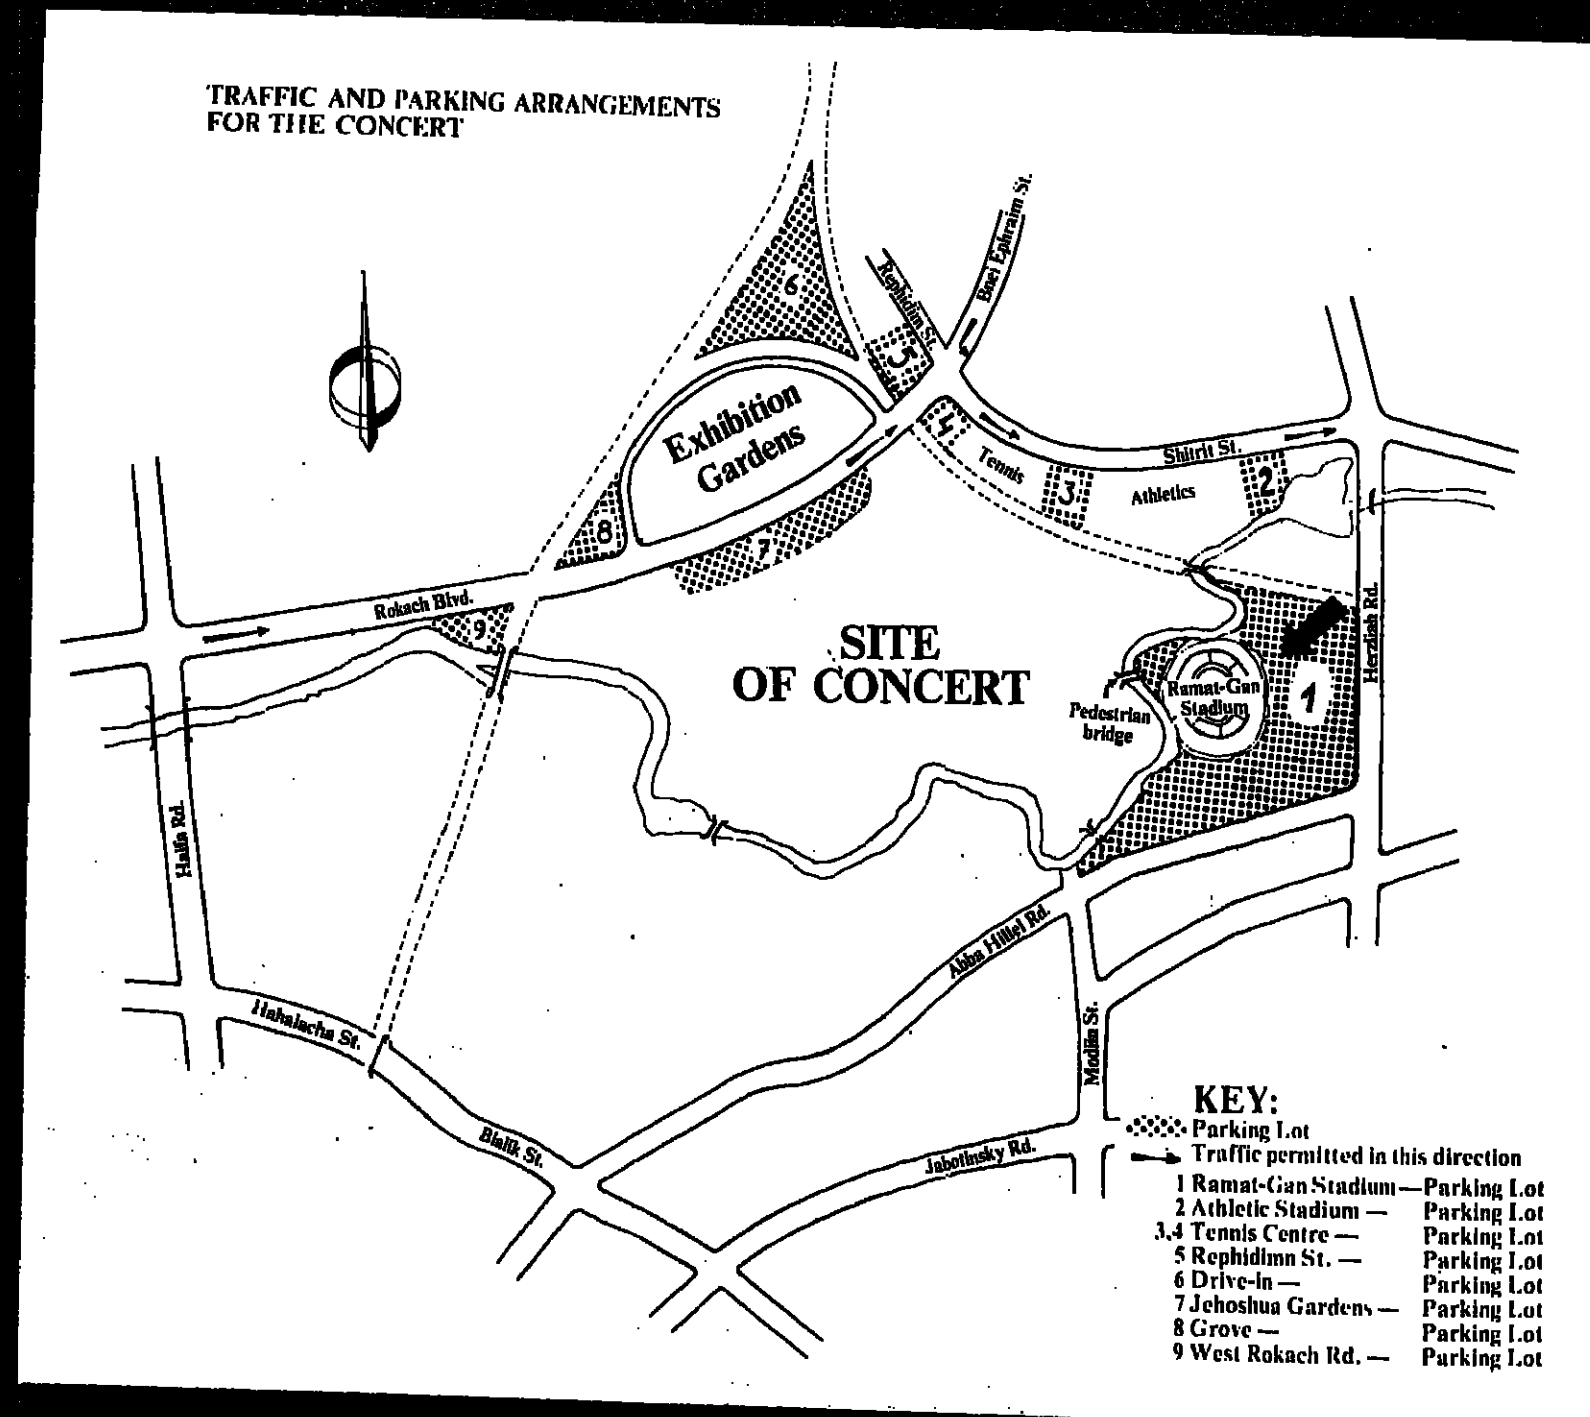 TRAFFIC AND PARKING ARRANGEMENTS
FOR THE CONCERT
Bnei Ephraim St.
Rephidim St.
6
5
4
Exhibition
Gardens
Tennis
3
Athletics
Shitrit St.
2
8
7
Rokach Blvd.
9
SITE
OF CONCERT
Herzliah Rd.
Ramat-Gan
Stadium
1
Pedestrian
bridge
Haifa Rd.
Abba Hillel Rd.
Hahalacha St.
Modiin St.
Bialik St.
Jabotinsky Rd.
KEY:
Parking Lot
Traffic permitted in this direction
1 Ramat-Gan Stadium — Parking Lot
2 Athletic Stadium — Parking Lot
3,4 Tennis Centre — Parking Lot
5 Rephidimn St. — Parking Lot
6 Drive-in — Parking Lot
7 Jehoshua Gardens — Parking Lot
8 Grove — Parking Lot
9 West Rokach Rd. — Parking Lot